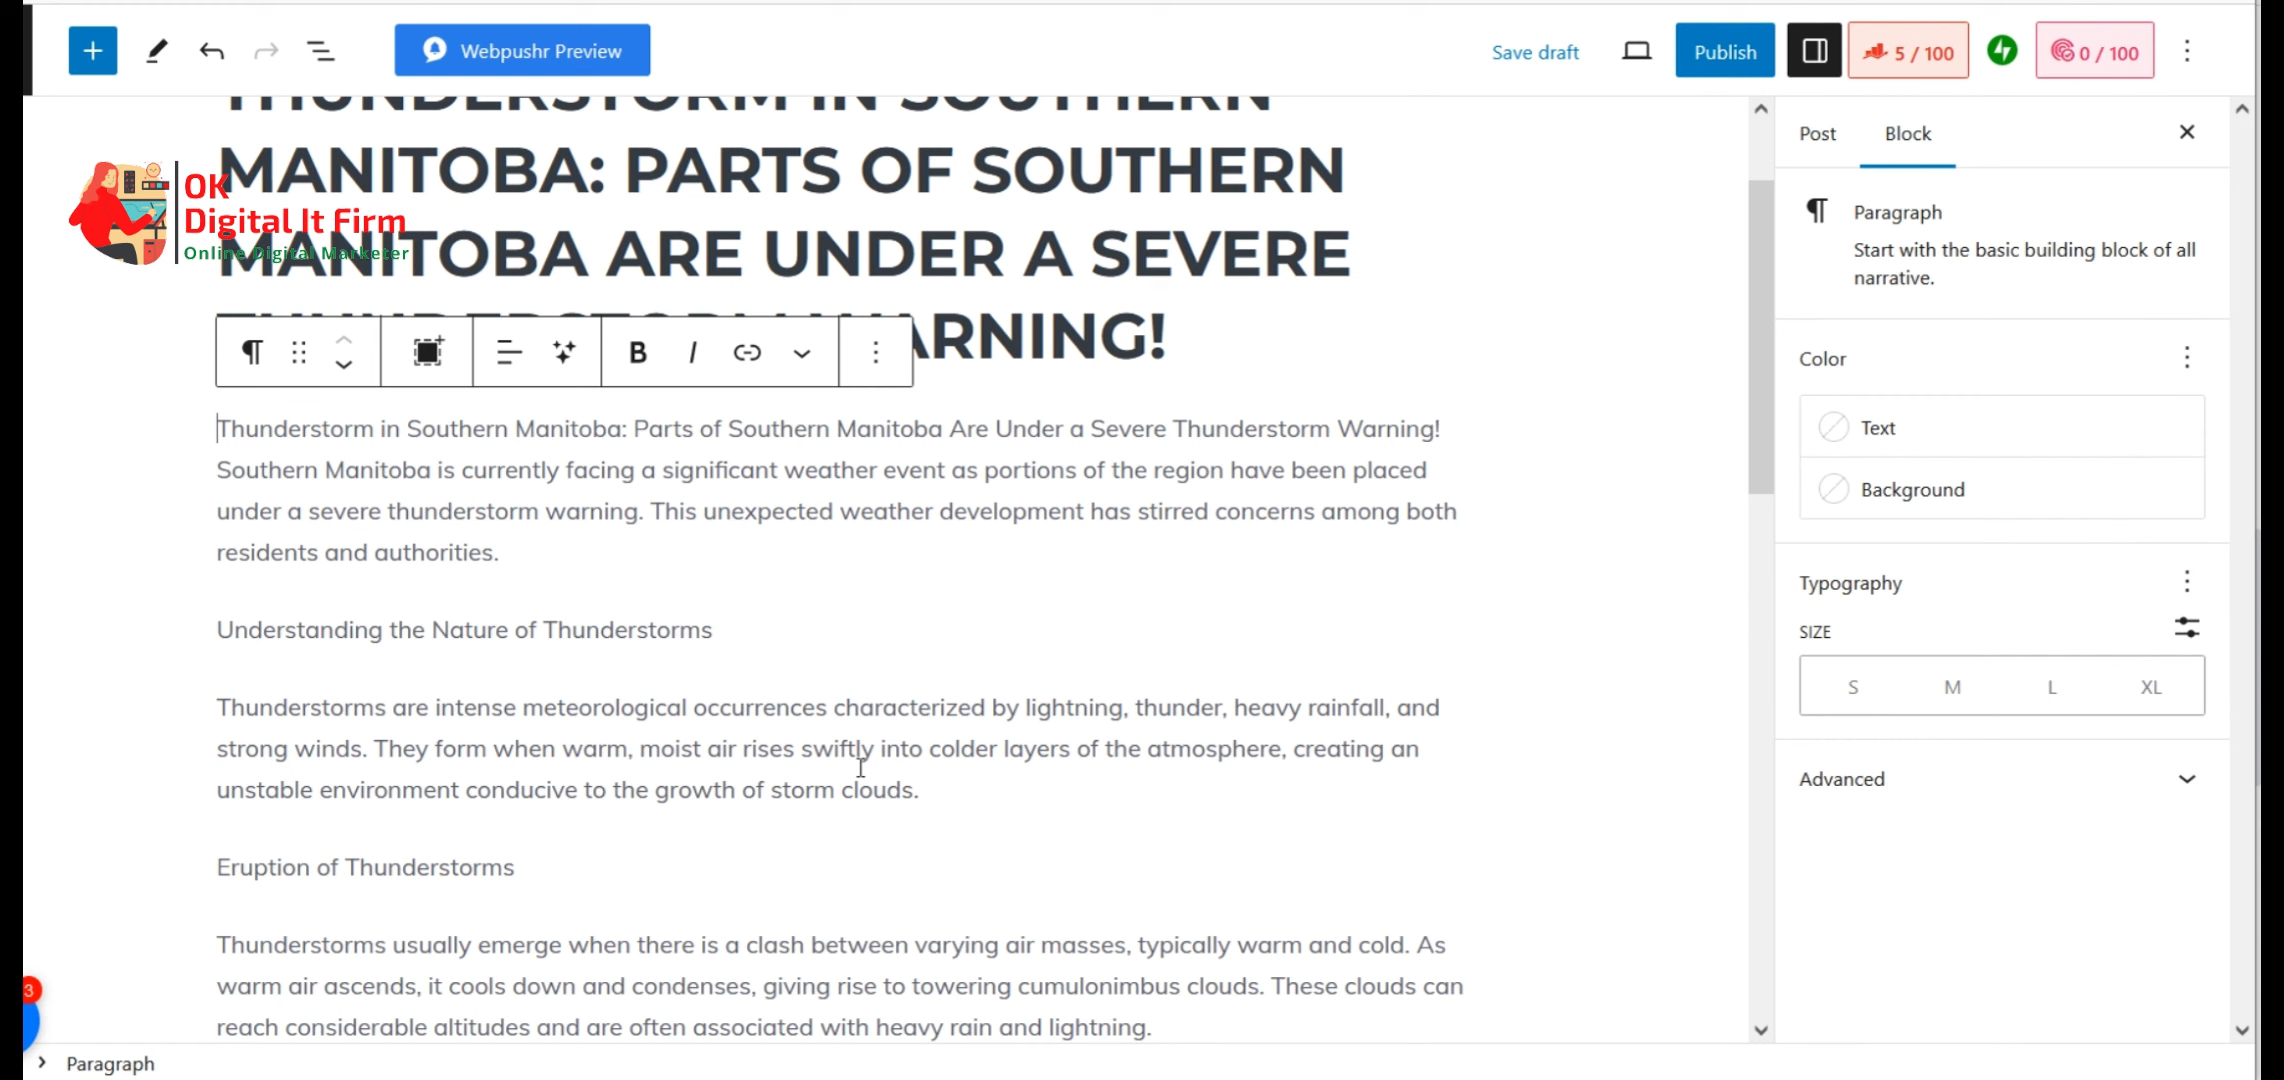 Webpushr Preview
Save draft
Publish
5 / 100
0 / 100
THUNDERSTORM IN SOUTHERN
MANITOBA: PARTS OF SOUTHERN
MANITOBA ARE UNDER A SEVERE
THUNDERSTORM WARNING!
OK
Digital It Firm
Online Digital Marketer
B I
Thunderstorm in Southern Manitoba: Parts of Southern Manitoba Are Under a Severe Thunderstorm Warning!
Southern Manitoba is currently facing a significant weather event as portions of the region have been placed
under a severe thunderstorm warning. This unexpected weather development has stirred concerns among both
residents and authorities.
Understanding the Nature of Thunderstorms
Thunderstorms are intense meteorological occurrences characterized by lightning, thunder, heavy rainfall, and
strong winds. They form when warm, moist air rises swiftly into colder layers of the atmosphere, creating an
unstable environment conducive to the growth of storm clouds.
Eruption of Thunderstorms
Thunderstorms usually emerge when there is a clash between varying air masses, typically warm and cold. As
warm air ascends, it cools down and condenses, giving rise to towering cumulonimbus clouds. These clouds can
reach considerable altitudes and are often associated with heavy rain and lightning.
3
Paragraph
Post Block
Paragraph
Start with the basic building block of all
narrative.
Color
Text
Background
Typography
SIZE
S M L XL
Advanced